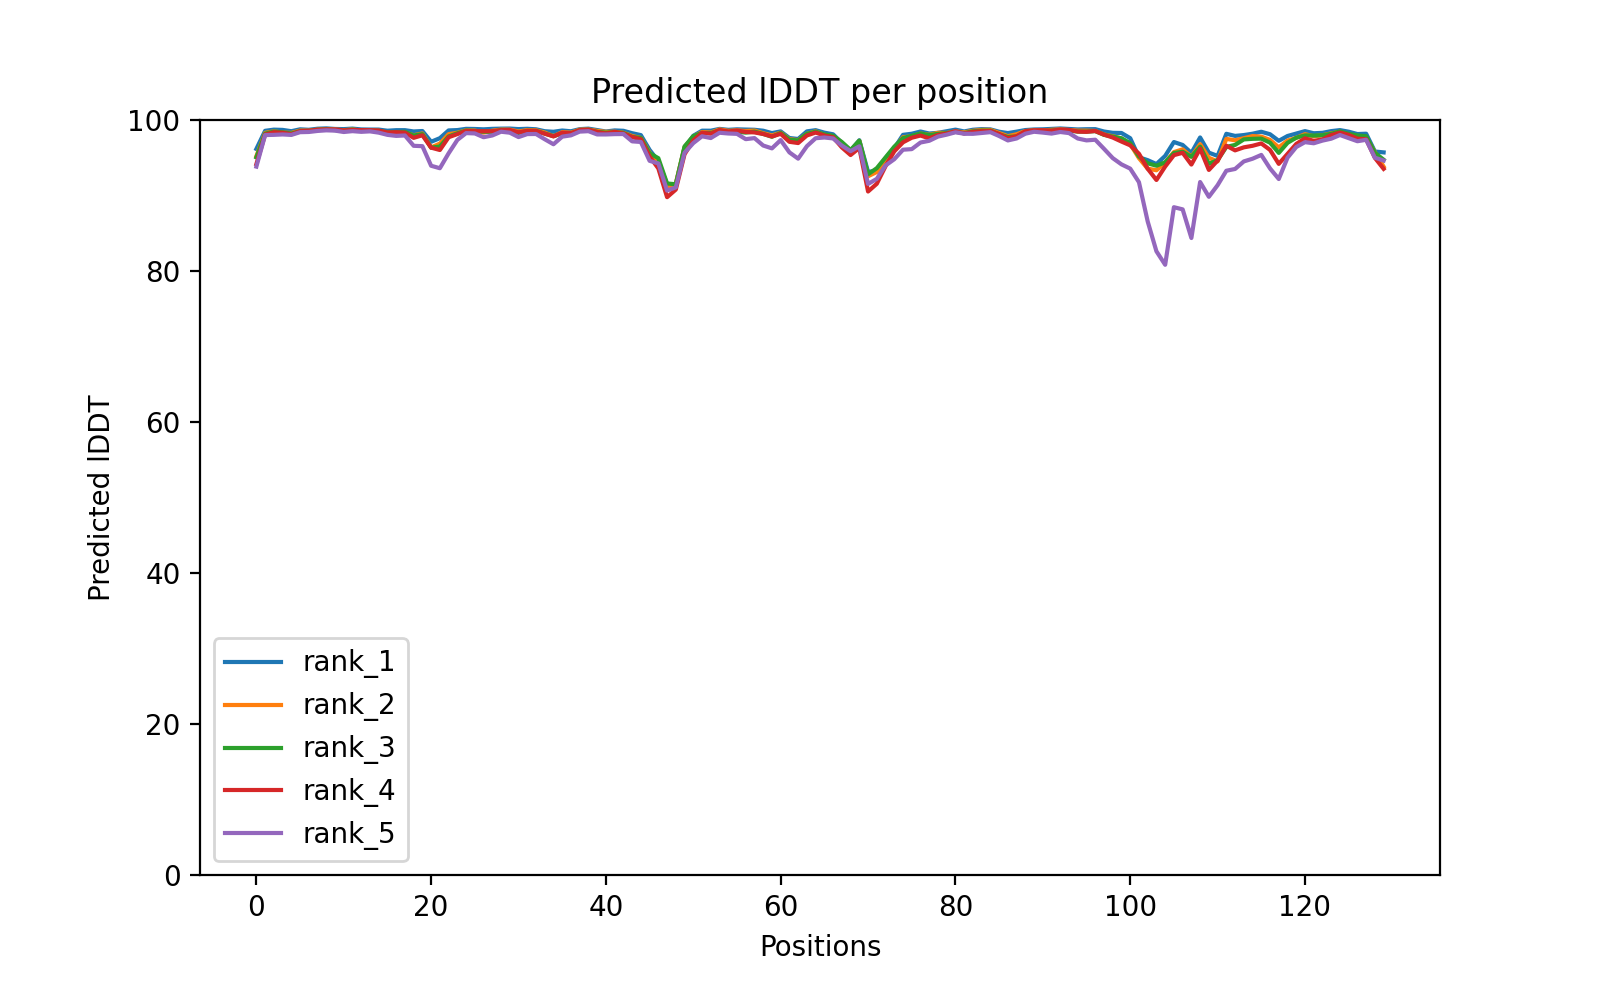 Predicted lDDT per position
100
80
60
40
20
0
Predicted lDDT
rank_1
rank_2
rank_3
rank_4
rank_5
0 20 40 60 80 100 120
Positions